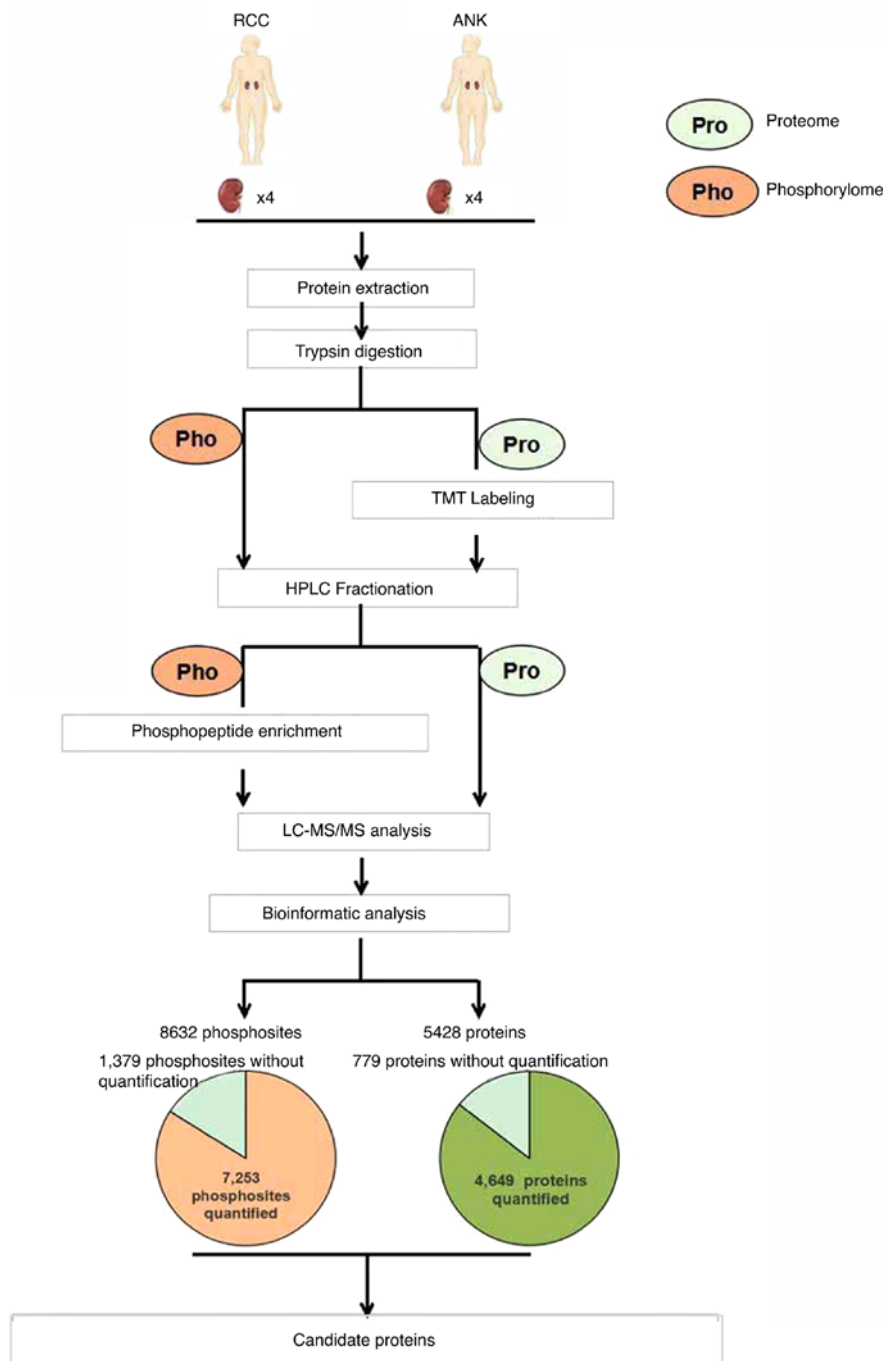 RCC
ANK
Pro
Proteome
Pho
Phosphorylome
x4
x4
Protein extraction
Trypsin digestion
Pho
Pro
TMT Labeling
HPLC Fractionation
Pho
Pro
Phosphopeptide enrichment
LC-MS/MS analysis
Bioinformatic analysis
8632 phosphosites
5428 proteins
1,379 phosphosites without
quantification
779 proteins without quantification
7,253
phosphosites
quantified
4,649 proteins
quantified
Candidate proteins